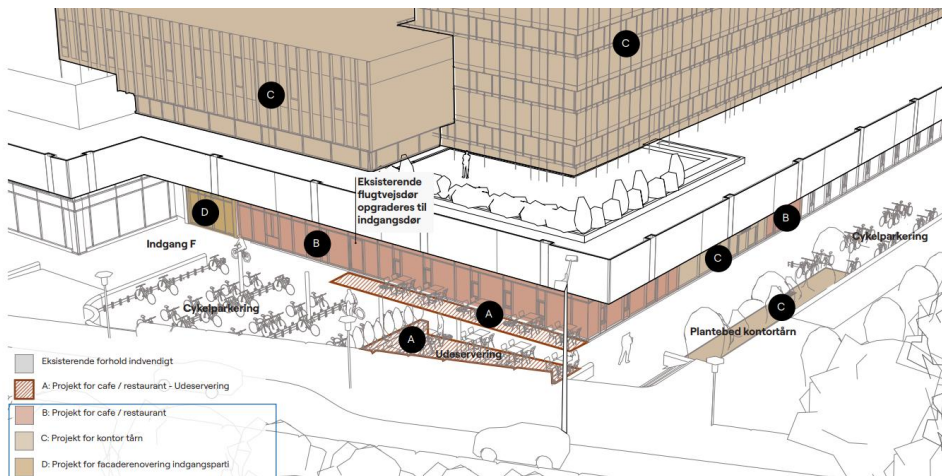 C
C
Eksisterende
flugtvejsdør
opgraderes til
indgangsdør
D
B
B
Indgang F
C
Cykelparkering
Cykelparkering
A
C
Plantebed kontortårn
A
Udeservering
Eksisterende forhold indvendigt
A: Projekt for cafe / restaurant - Udeservering
B: Projekt for cafe / restaurant
C: Projekt for kontor tårn
D: Projekt for facaderenovering indgangsparti